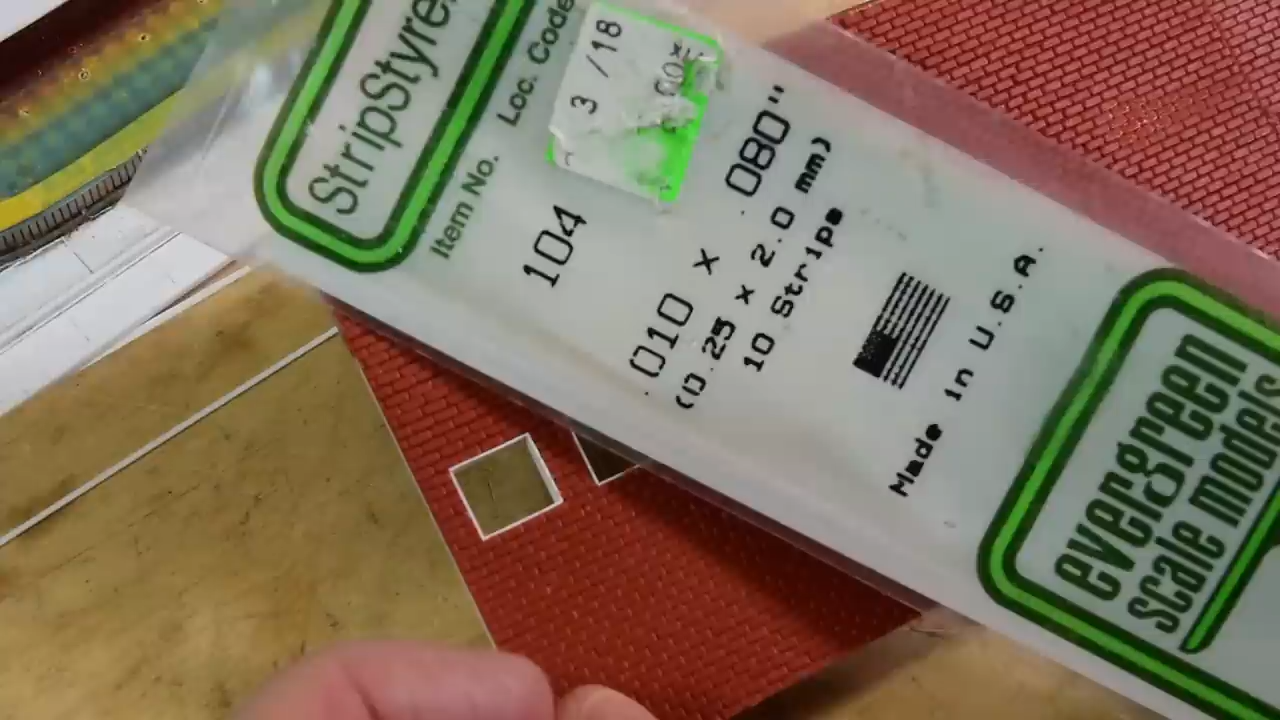 StripStyre
Item No. Loc. Code
3 /18
104
.010 X .080"
(0.25 x 2.0 mm)
10 Strips
Made in U.S.A.
evergreen
scale models